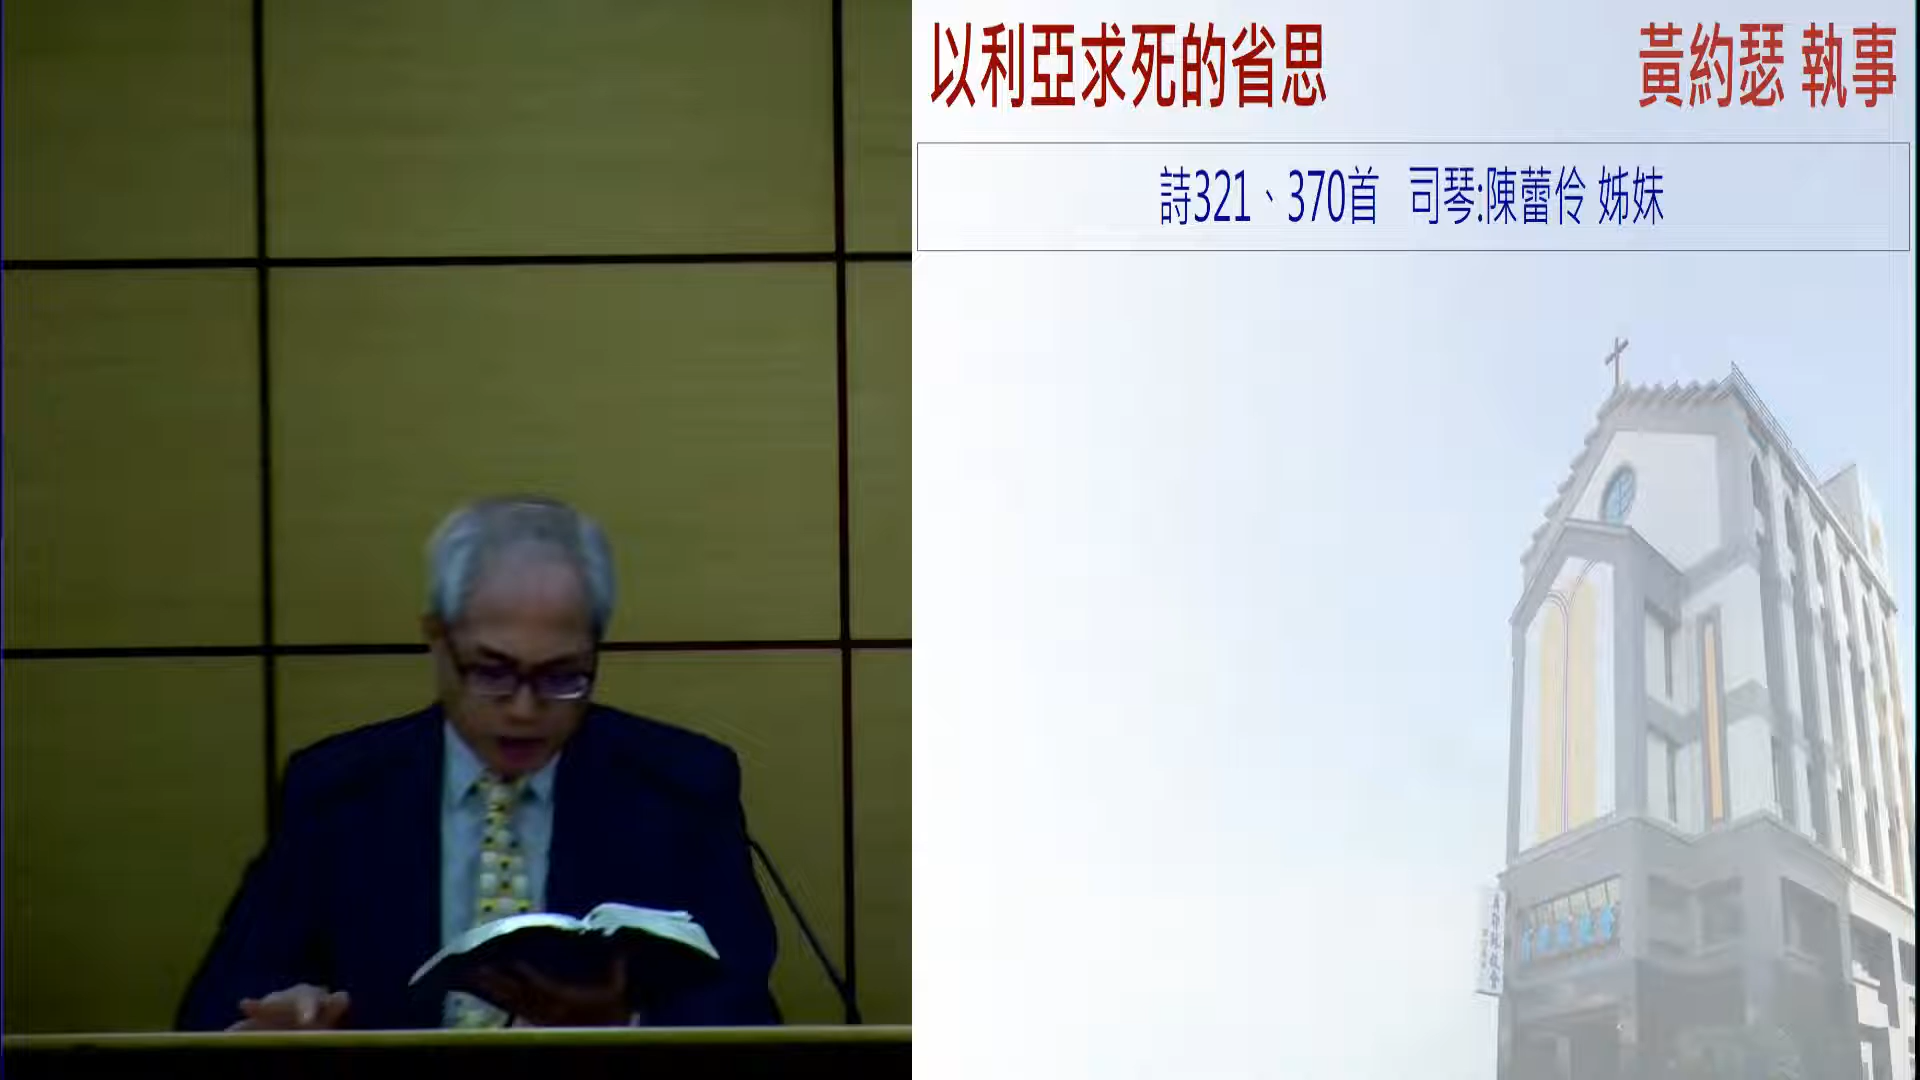 以利亞求死的省思
黃約瑟 執事
詩321、370首 司琴:陳蕾伶 姊妹